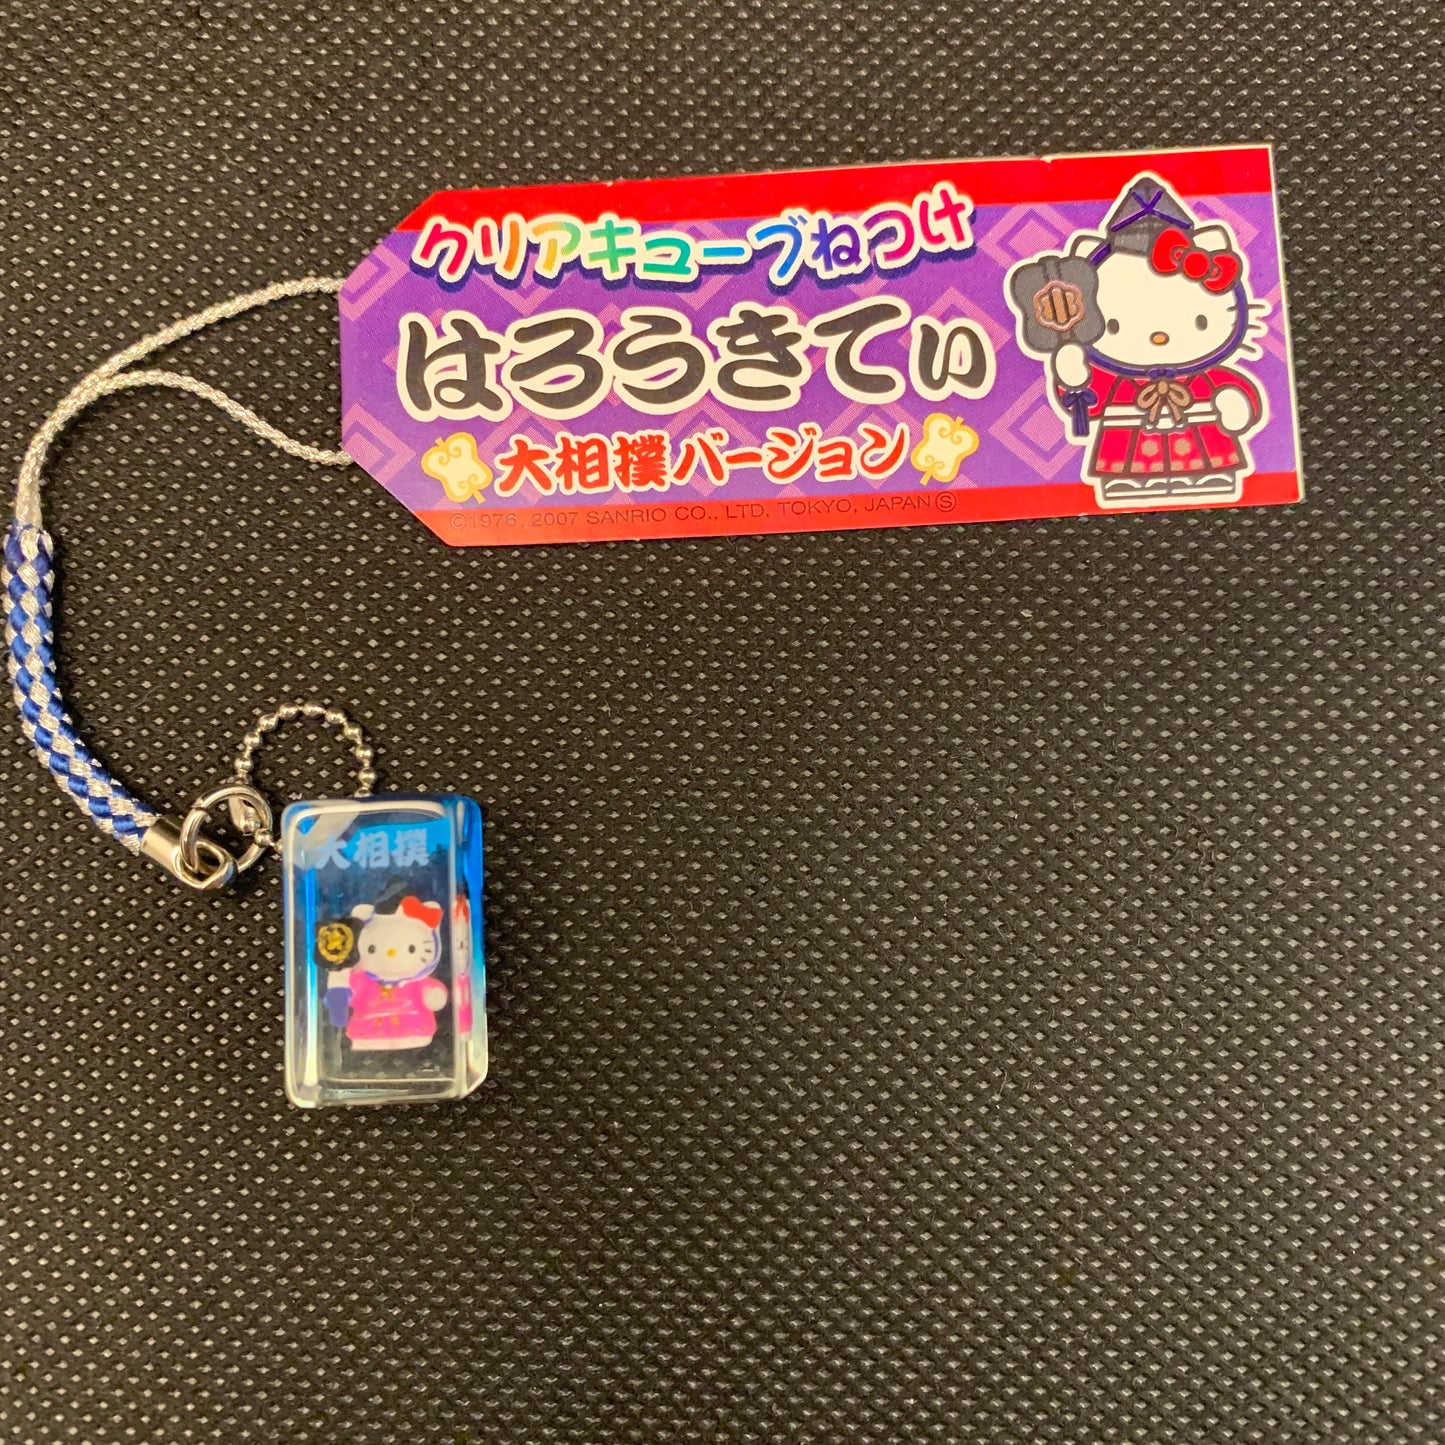 クリアキューブねつけ
はろうきてぃ
大相撲バージョン
©1976, 2007 SANRIO CO., LTD. TOKYO, JAPAN Ⓢ
大相撲